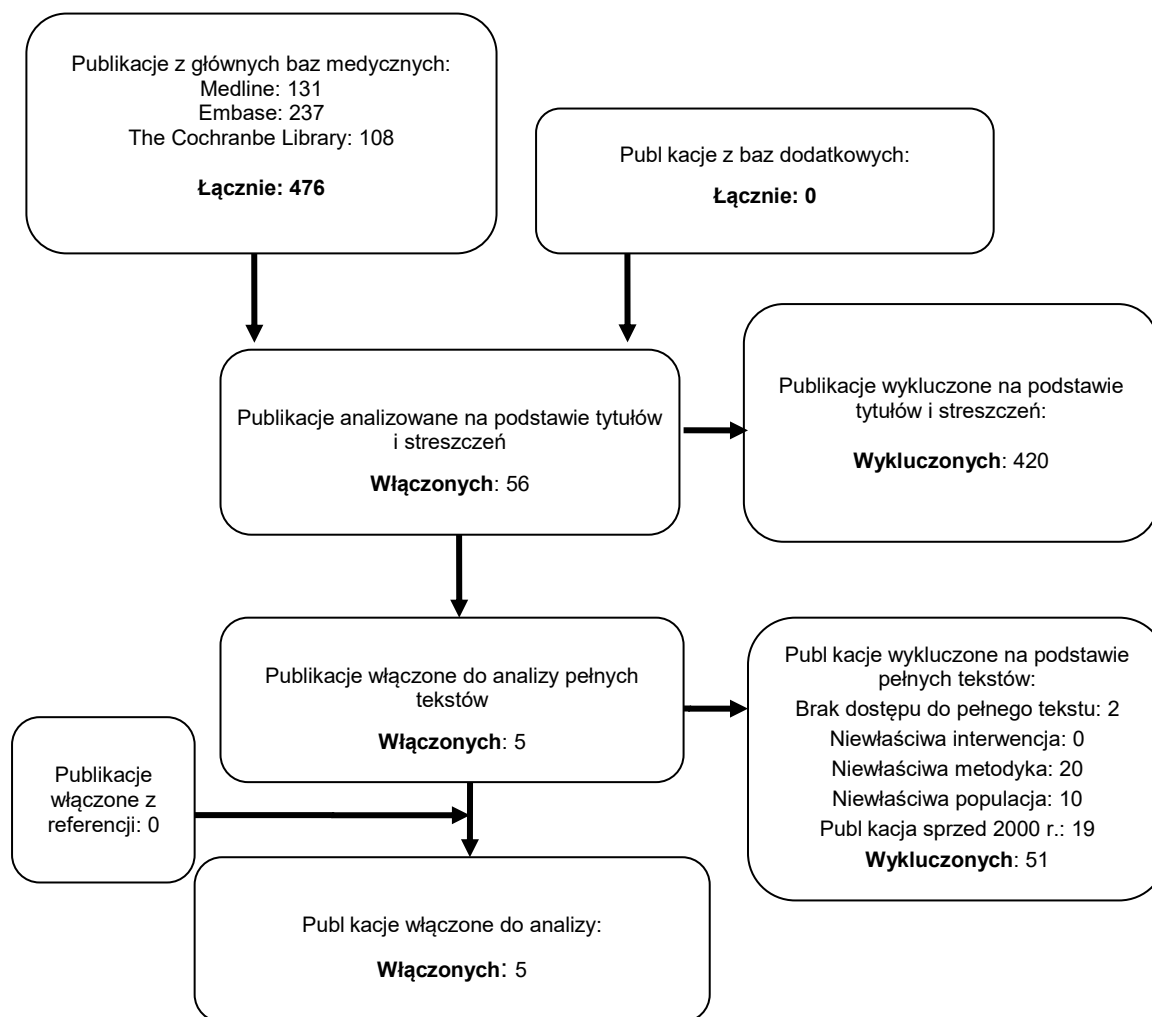 Publikacje z głównych baz medycznych:
Medline: 131
Embase: 237
The Cochranbe Library: 108
Łącznie: 476
Publ kacje z baz dodatkowych:
Łącznie: 0
Publikacje analizowane na podstawie tytułów
i streszczeń
Włączonych: 56
Publikacje wykluczone na podstawie
tytułów i streszczeń:
Wykluczonych: 420
Publikacje włączone do analizy pełnych
tekstów
Włączonych: 5
Publ kacje wykluczone na podstawie
pełnych tekstów:
Brak dostępu do pełnego tekstu: 2
Niewłaściwa interwencja: 0
Niewłaściwa metodyka: 20
Niewłaściwa populacja: 10
Publ kacja sprzed 2000 r.: 19
Wykluczonych: 51
Publikacje
włączone z
referencji: 0
Publ kacje włączone do analizy:
Włączonych: 5